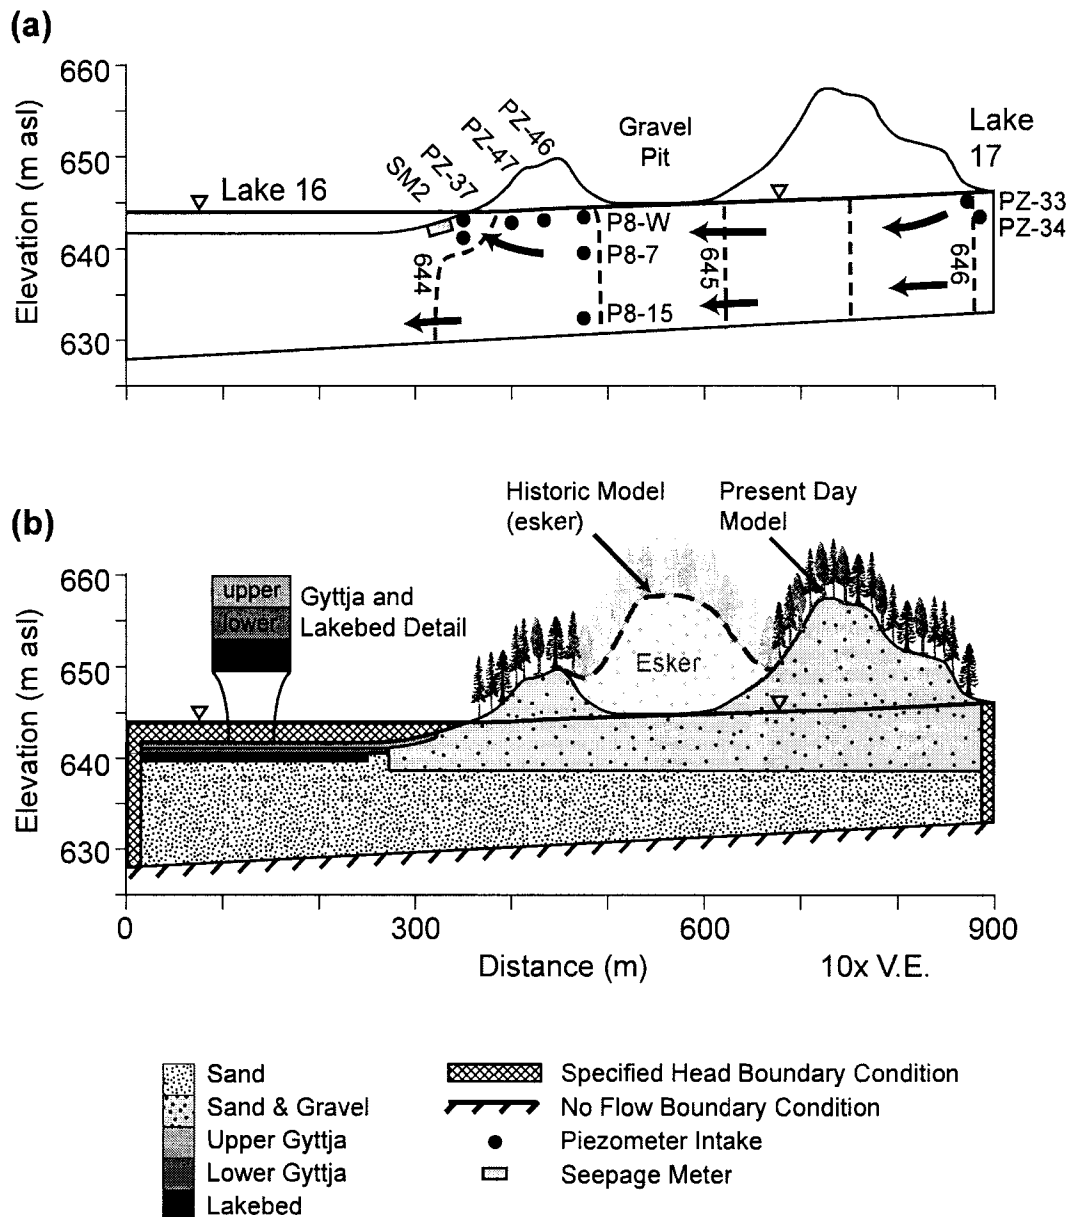 (a)
Elevation (m asl)
660
650
640
630
Lake 16
SM2
PZ-37
PZ-47
PZ-46
Gravel
Pit
Lake
17
PZ-33
PZ-34
P8-W
P8-7
P8-15
644
645
646
(b)
Historic Model
(esker)
Present Day
Model
Elevation (m asl)
660
650
640
630
upper
lower
Gyttja and
Lakebed Detail
Esker
0
300
600
900
Distance (m)
10x V.E.
Sand
Sand & Gravel
Upper Gyttja
Lower Gyttja
Lakebed
Specified Head Boundary Condition
No Flow Boundary Condition
Piezometer Intake
Seepage Meter